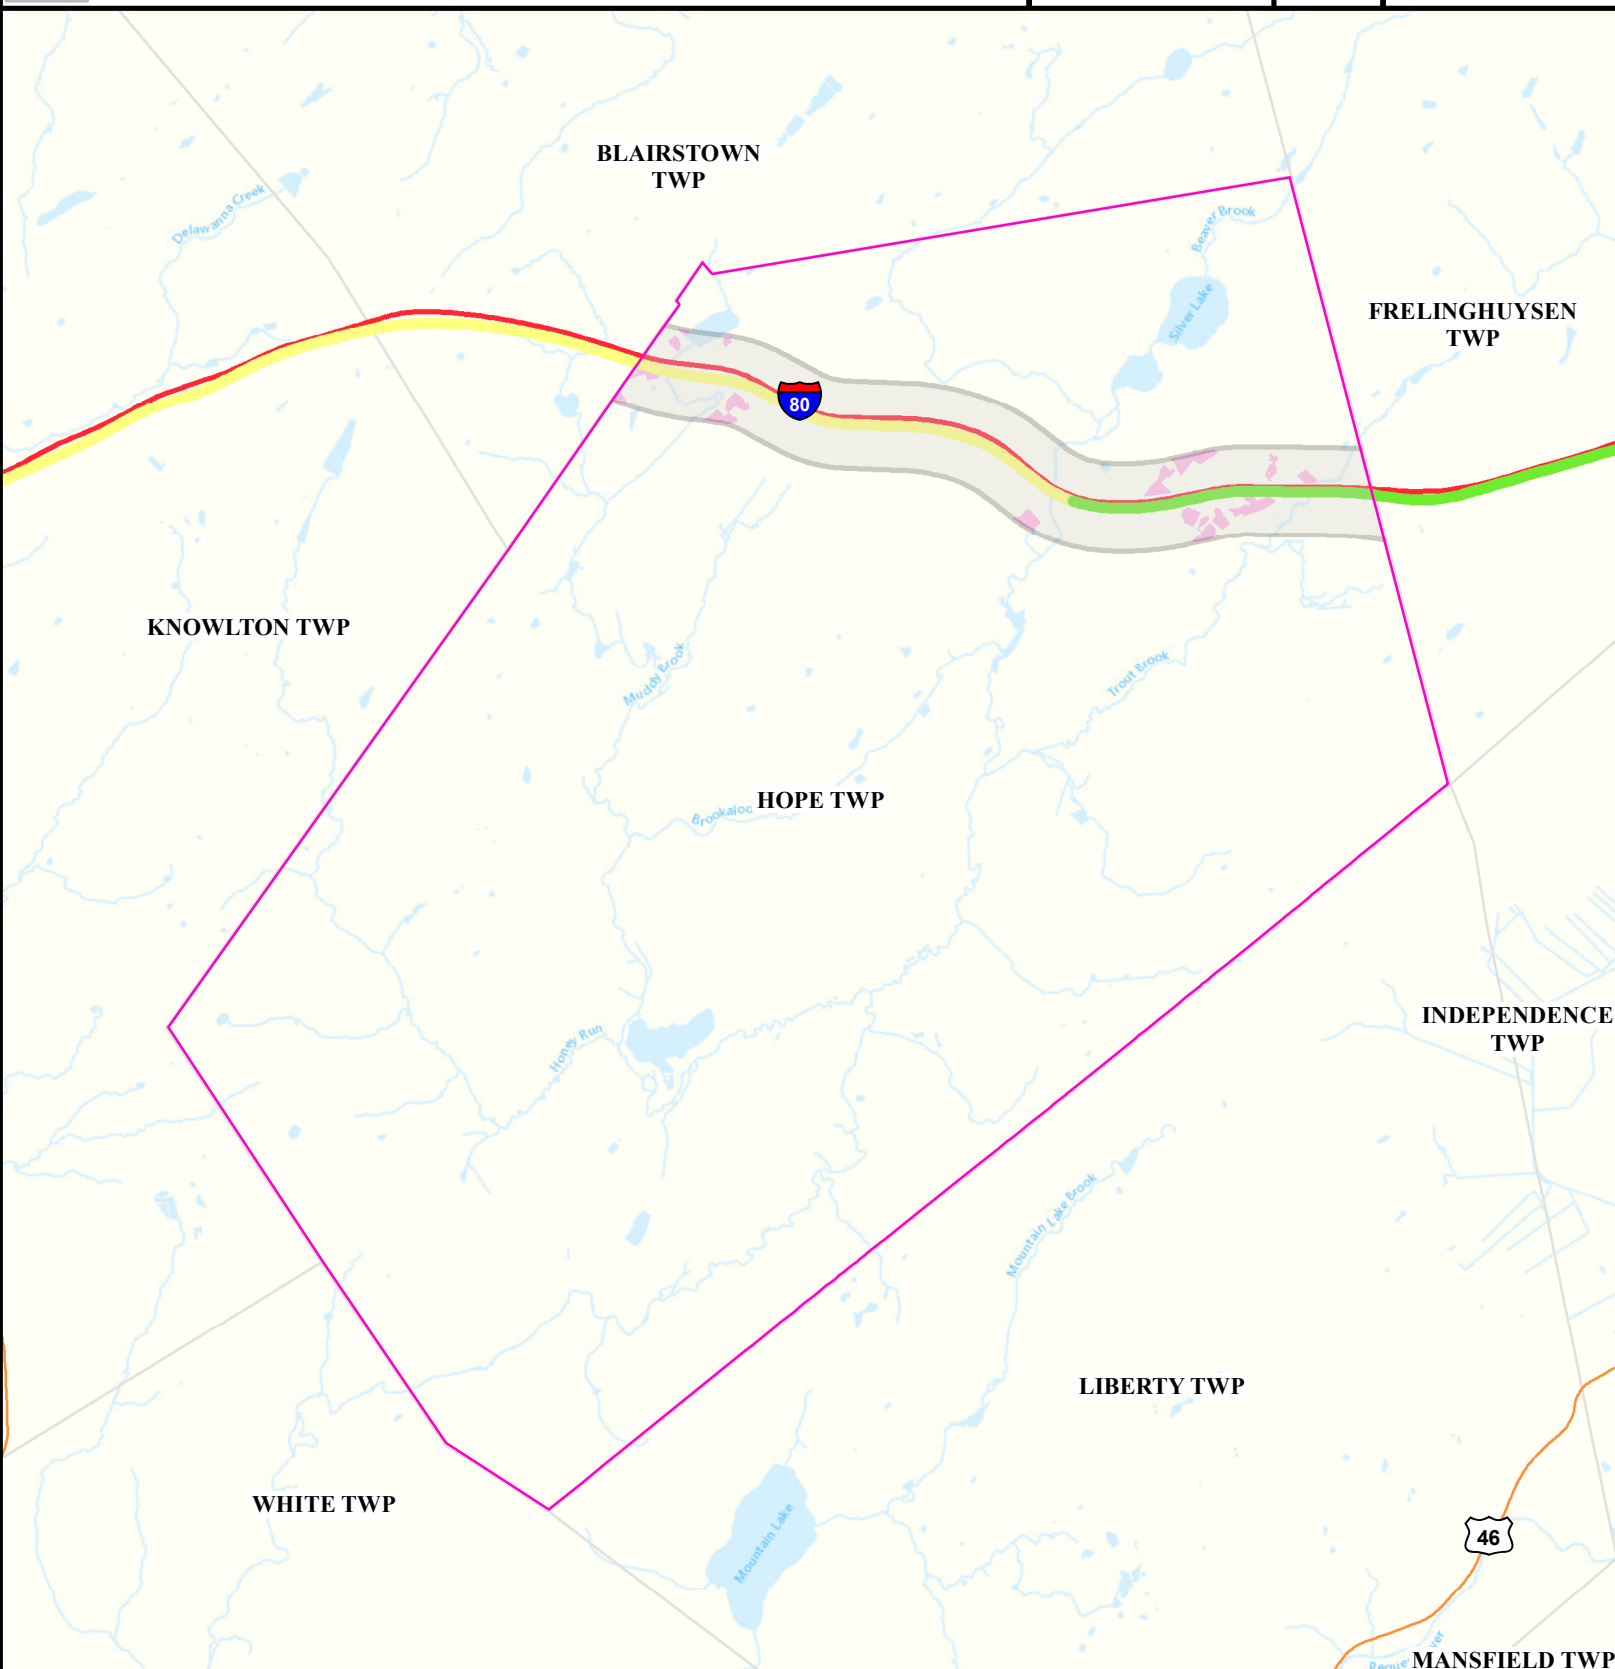 BLAIRSTOWN
TWP
Delawanna Creek
Beaver Brook
Silver Lake
FRELINGHUYSEN
TWP
80
KNOWLTON TWP
Muddy Brook
Trout Brook
HOPE TWP
Brookaloo
INDEPENDENCE
TWP
Honey Run
Mountain Lake Brook
LIBERTY TWP
WHITE TWP
Mountain Lake
46
MANSFIELD TWP